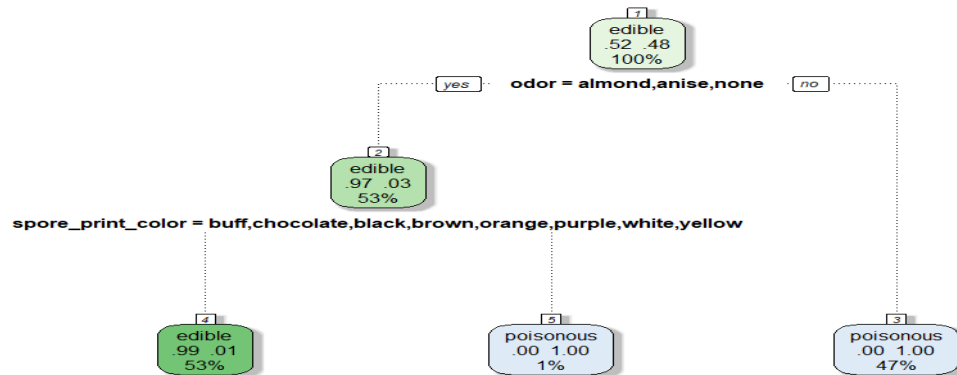 1
edible
.52 .48
100%
yes odor = almond,anise,none no
2
edible
.97 .03
53%
spore_print_color = buff,chocolate,black,brown,orange,purple,white,yellow
4 5 3
edible poisonous poisonous
.99 .01 .00 1.00 .00 1.00
53% 1% 47%